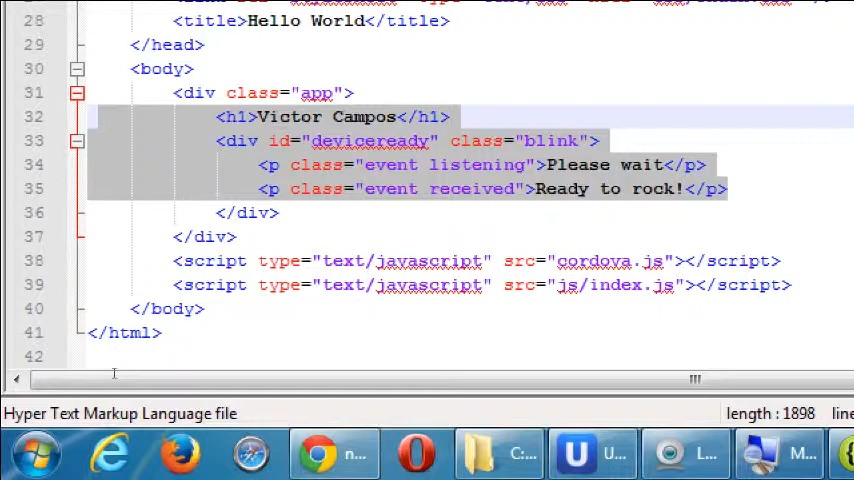 28 <title>Hello World</title>
29 </head>
30 <body>
31 <div class="app">
32 <h1>Victor Campos</h1>
33 <div id="deviceready" class="blink">
34 <p class="event listening">Please wait</p>
35 <p class="event received">Ready to rock!</p>
36 </div>
37 </div>
38 <script type="text/javascript" src="cordova.js"></script>
39 <script type="text/javascript" src="js/index.js"></script>
40 </body>
41 </html>
42
Hyper Text Markup Language file length : 1898 line
n... C:... U U... L... M...